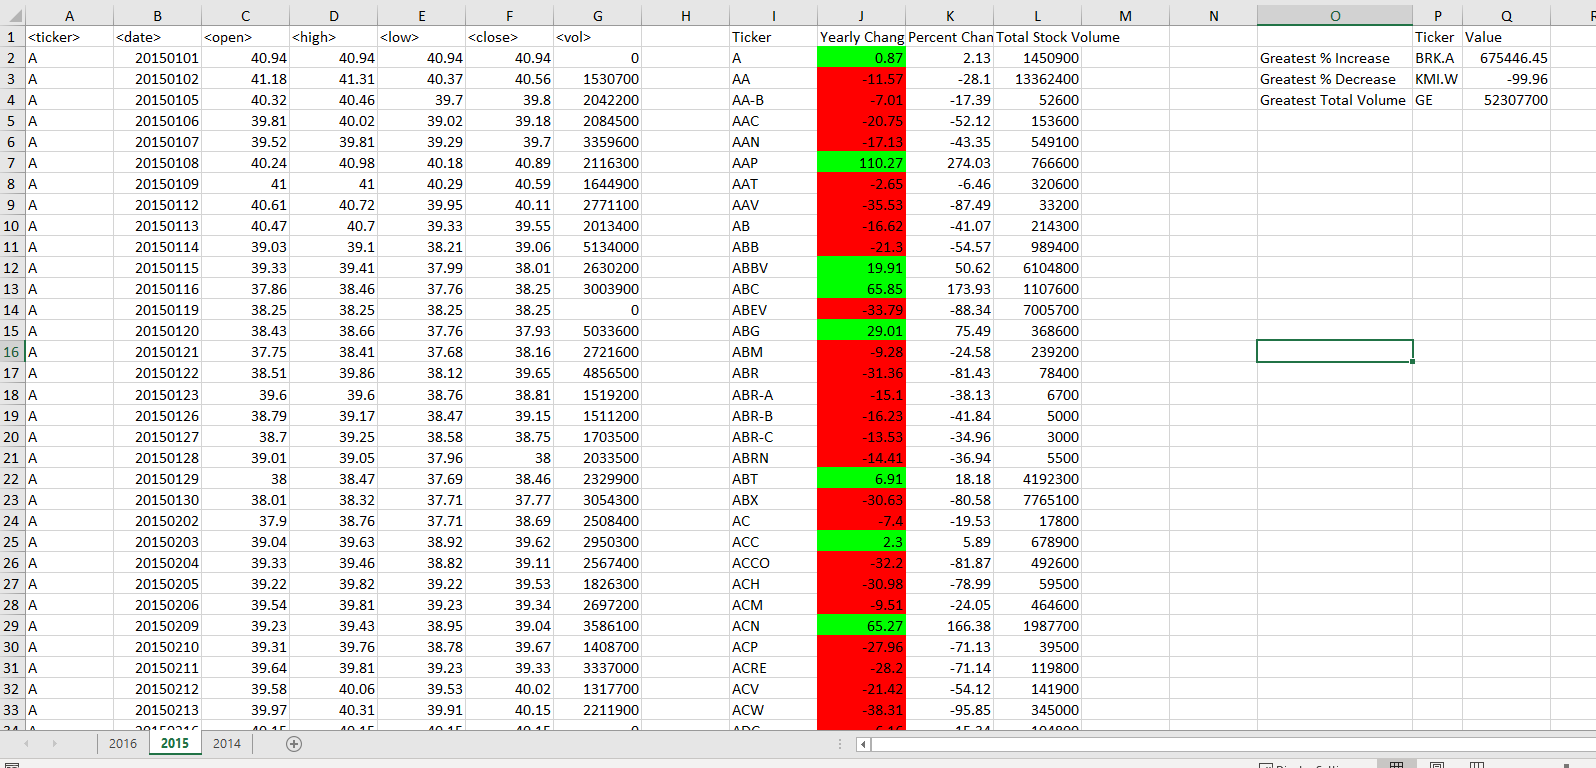 A B C D E F G H I J K L M N O P Q
1 <ticker> <date> <open> <high> <low> <close> <vol> Ticker Yearly Chang Percent Chan Total Stock Volume Ticker Value
2 A 20150101 40.94 40.94 40.94 40.94 0 A 0.87 2.13 1450900 Greatest % Increase BRK.A 675446.45
3 A 20150102 41.18 41.31 40.37 40.56 1530700 AA -11.57 -28.1 13362400 Greatest % Decrease KMI.W -99.96
4 A 20150105 40.32 40.46 39.7 39.8 2042200 AA-B -7.01 -17.39 52600 Greatest Total Volume GE 52307700
5 A 20150106 39.81 40.02 39.02 39.18 2084500 AAC -20.75 -52.12 153600
6 A 20150107 39.52 39.81 39.29 39.7 3359600 AAN -17.13 -43.35 549100
7 A 20150108 40.24 40.98 40.18 40.89 2116300 AAP 110.27 274.03 766600
8 A 20150109 41 41 40.29 40.59 1644900 AAT -2.65 -6.46 320600
9 A 20150112 40.61 40.72 39.95 40.11 2771100 AAV -35.53 -87.49 33200
10 A 20150113 40.47 40.7 39.33 39.55 2013400 AB -16.62 -41.07 214300
11 A 20150114 39.03 39.1 38.21 39.06 5134000 ABB -21.3 -54.57 989400
12 A 20150115 39.33 39.41 37.99 38.01 2630200 ABBV 19.91 50.62 6104800
13 A 20150116 37.86 38.46 37.76 38.25 3003900 ABC 65.85 173.93 1107600
14 A 20150119 38.25 38.25 38.25 38.25 0 ABEV -33.79 -88.34 7005700
15 A 20150120 38.43 38.66 37.76 37.93 5033600 ABG 29.01 75.49 368600
16 A 20150121 37.75 38.41 37.68 38.16 2721600 ABM -9.28 -24.58 239200
17 A 20150122 38.51 39.86 38.12 39.65 4856500 ABR -31.36 -81.43 78400
18 A 20150123 39.6 39.6 38.76 38.81 1519200 ABR-A -15.1 -38.13 6700
19 A 20150126 38.79 39.17 38.47 39.15 1511200 ABR-B -16.23 -41.84 5000
20 A 20150127 38.7 39.25 38.58 38.75 1703500 ABR-C -13.53 -34.96 3000
21 A 20150128 39.01 39.05 37.96 38 2033500 ABRN -14.41 -36.94 5500
22 A 20150129 38 38.47 37.69 38.46 2329900 ABT 6.91 18.18 4192300
23 A 20150130 38.01 38.32 37.71 37.77 3054300 ABX -30.63 -80.58 7765100
24 A 20150202 37.9 38.76 37.71 38.69 2508400 AC -7.4 -19.53 17800
25 A 20150203 39.04 39.63 38.92 39.62 2950300 ACC 2.3 5.89 678900
26 A 20150204 39.33 39.46 38.82 39.11 2567400 ACCO -32.2 -81.87 492600
27 A 20150205 39.22 39.82 39.22 39.53 1826300 ACH -30.98 -78.99 59500
28 A 20150206 39.54 39.81 39.23 39.34 2697200 ACM -9.51 -24.05 464600
29 A 20150209 39.23 39.43 38.95 39.04 3586100 ACN 65.27 166.38 1987700
30 A 20150210 39.31 39.76 38.78 39.67 1408700 ACP -27.96 -71.13 39500
31 A 20150211 39.64 39.81 39.23 39.33 3337000 ACRE -28.2 -71.14 119800
32 A 20150212 39.58 40.06 39.53 40.02 1317700 ACV -21.42 -54.12 141900
33 A 20150213 39.97 40.31 39.91 40.15 2211900 ACW -38.31 -95.85 345000
2016 2015 2014